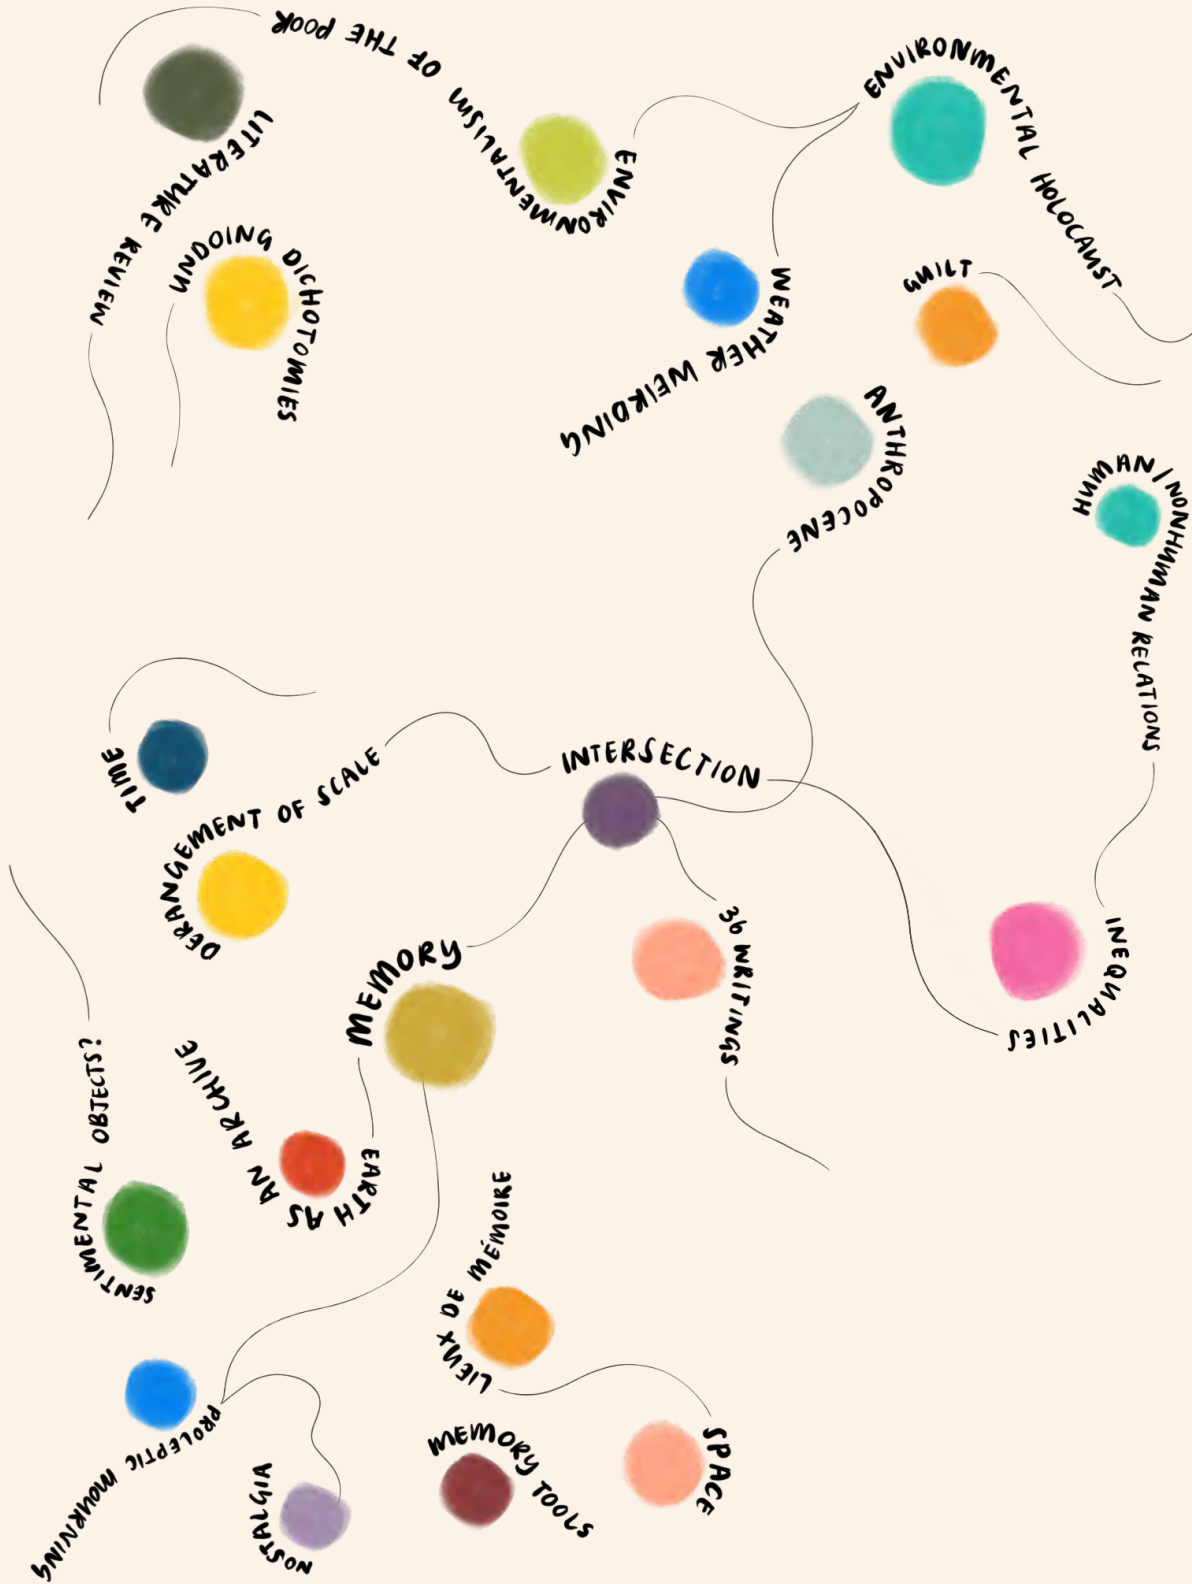 ENVIRONMENTALISM OF THE POOR
ENVIRONMENTAL HOLOCAUST
LITERATURE REVIEW
UNDOING DICHOTOMIES
WEATHER WEIRDING
GUILT
ANTHROPOCENE
HUMAN/NONHUMAN RELATIONS
TIME
DERANGEMENT OF SCALE
INTERSECTION
MEMORY
36 WRITINGS
INEQUALITIES
SENTIMENTAL OBJECTS?
EARTH AS AN ARCHIVE
LIEUX DE MÉMOIRE
PROLEPTIC MOURNING
NOSTALGIA
MEMORY TOOLS
SPACE